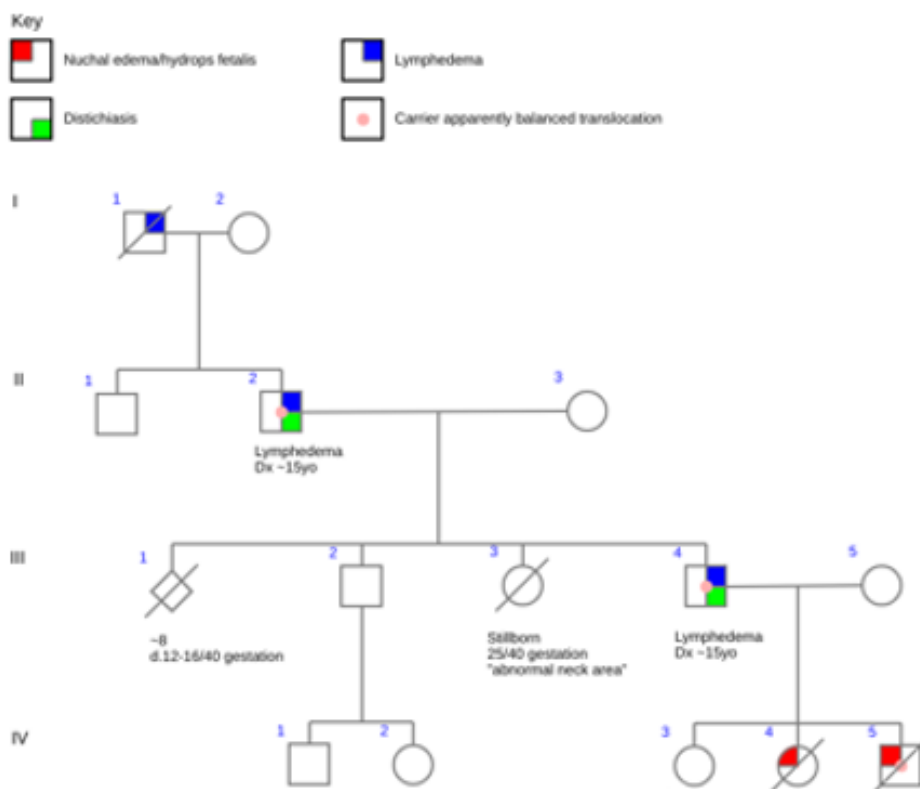 Key
Nuchal edema/hydrops fetalis
Lymphedema
Distichiasis
Carrier apparently balanced translocation
I
1
2
II
1
2
3
Lymphedema
Dx ~15yo
III
1
2
3
4
5
~8
d.12-16/40 gestation
Stillborn
25/40 gestation
"abnormal neck area"
Lymphedema
Dx ~15yo
IV
1
2
3
4
5